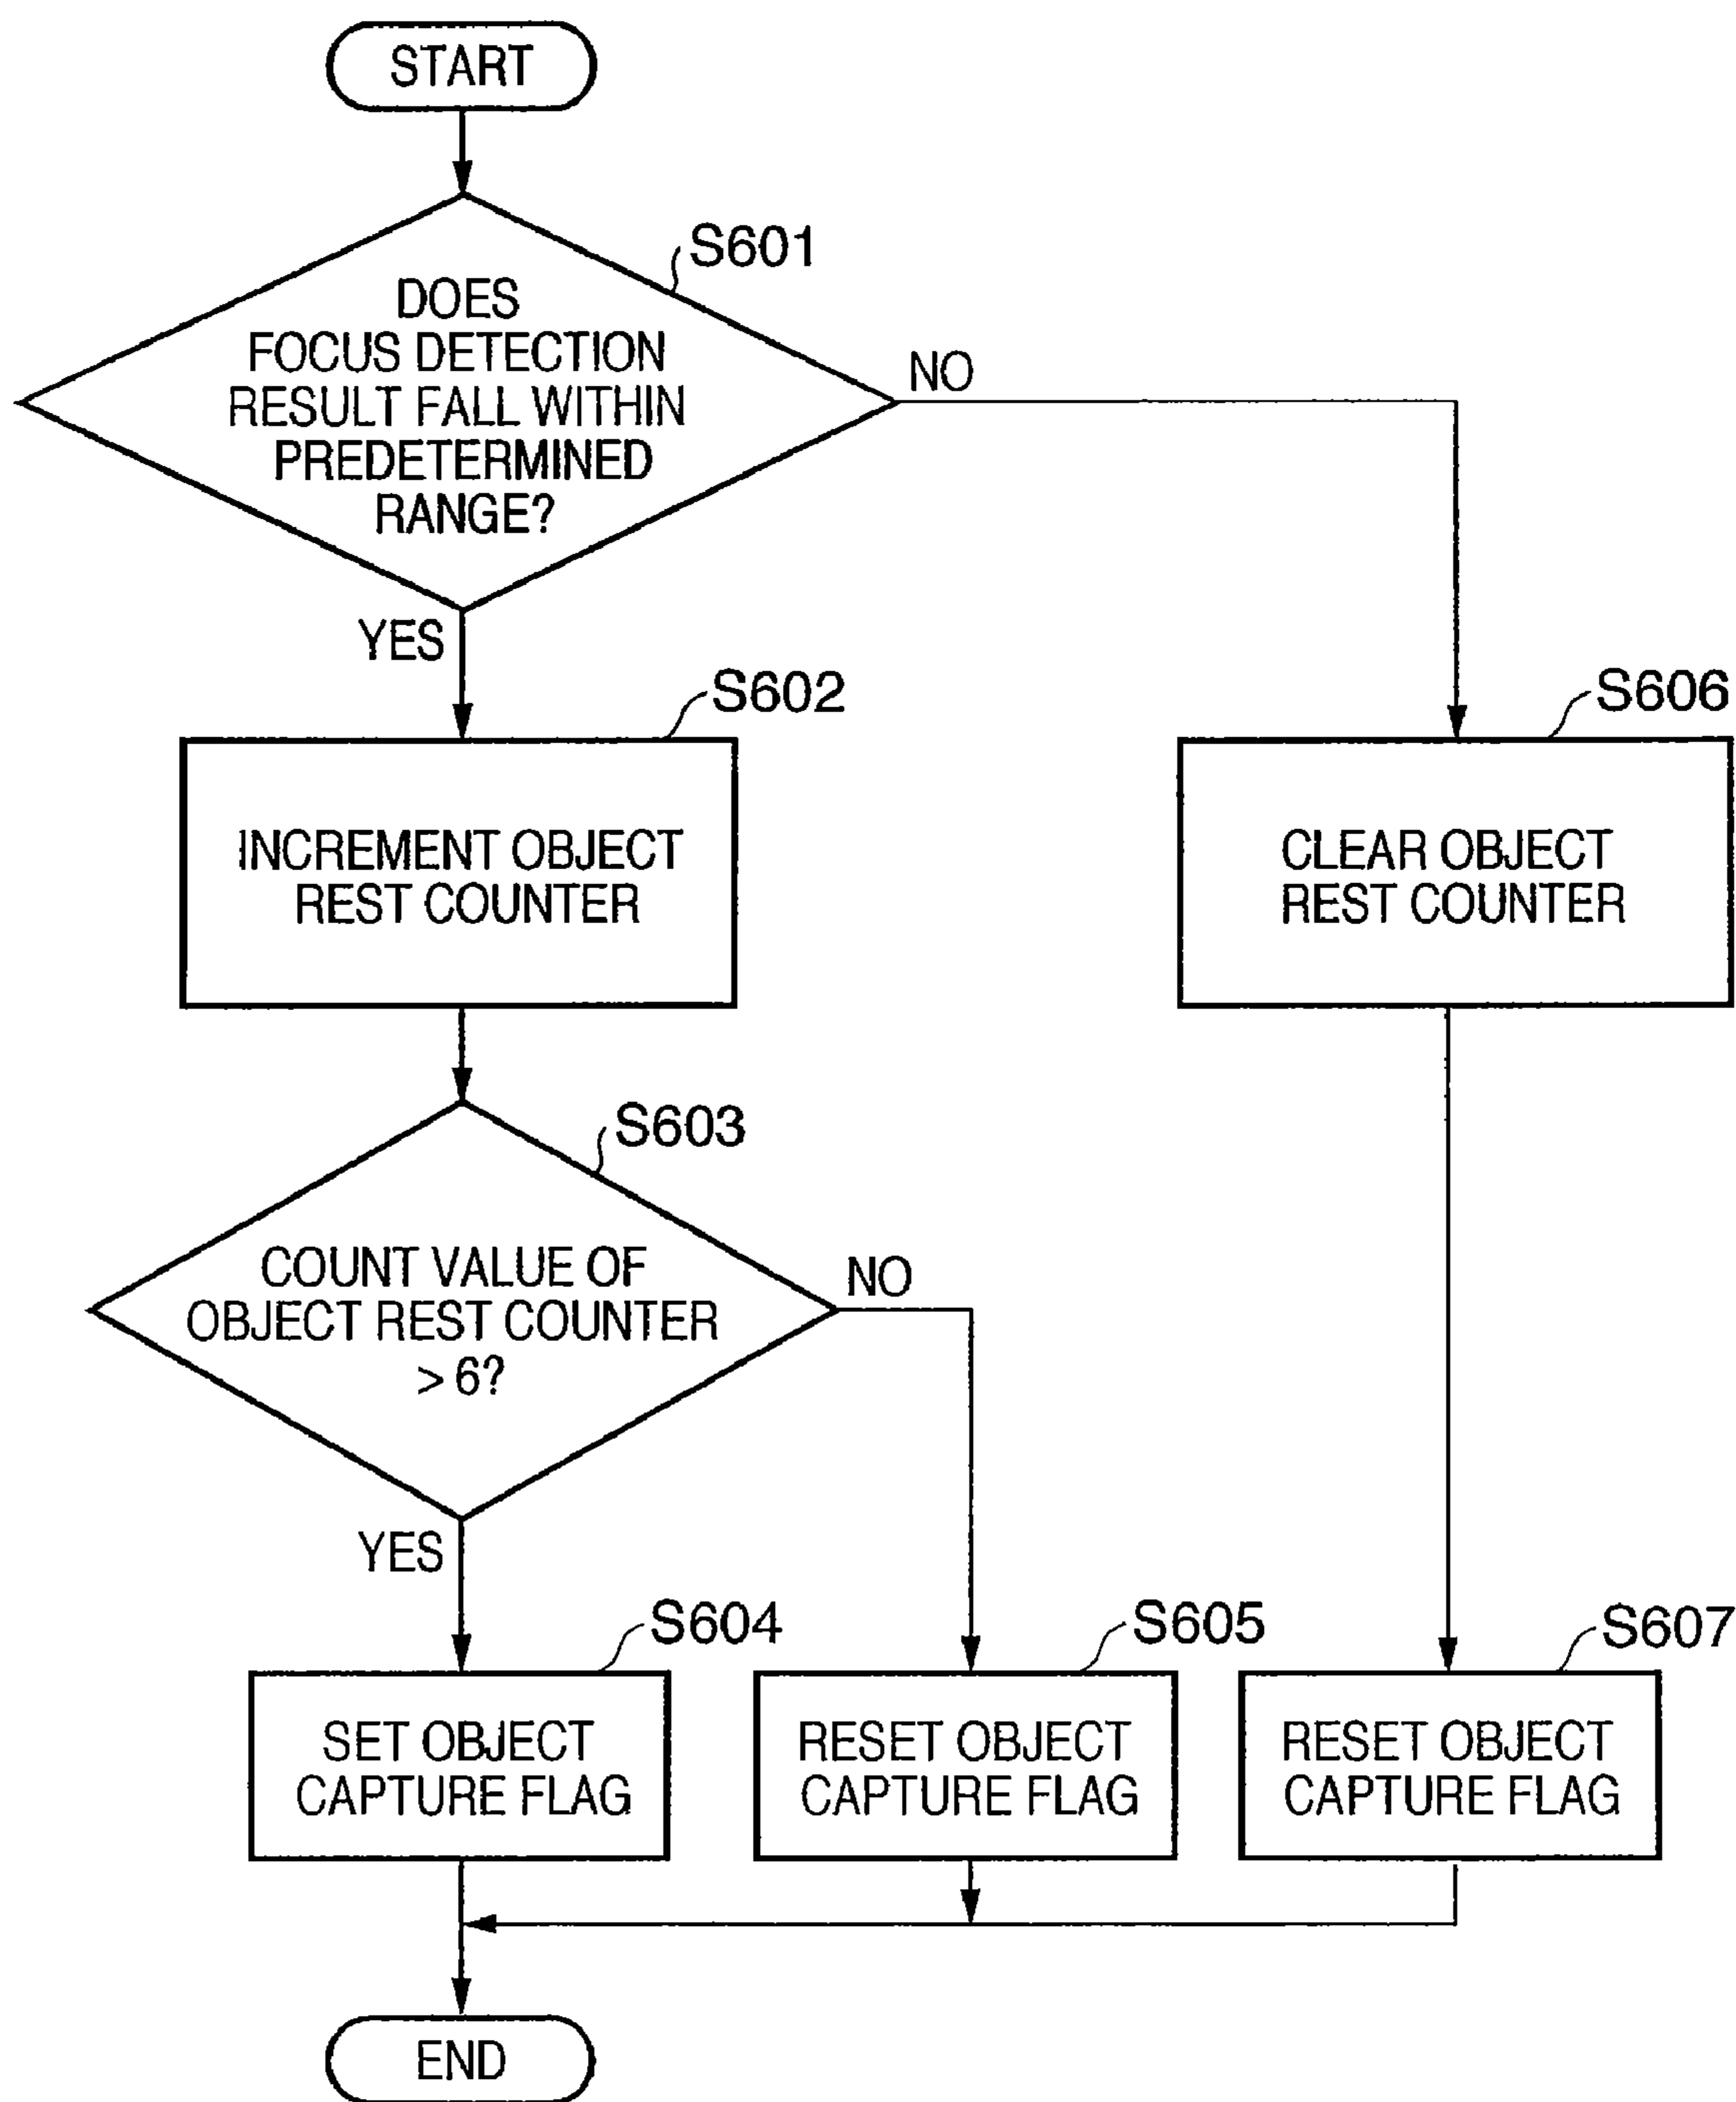 START
S601
DOES
FOCUS DETECTION
RESULT FALL WITHIN
PREDETERMINED
RANGE?
NO
YES
S602
INCREMENT OBJECT
REST COUNTER
S606
CLEAR OBJECT
REST COUNTER
S603
COUNT VALUE OF
OBJECT REST COUNTER
> 6?
NO
YES
S604
SET OBJECT
CAPTURE FLAG
S605
RESET OBJECT
CAPTURE FLAG
S607
RESET OBJECT
CAPTURE FLAG
END